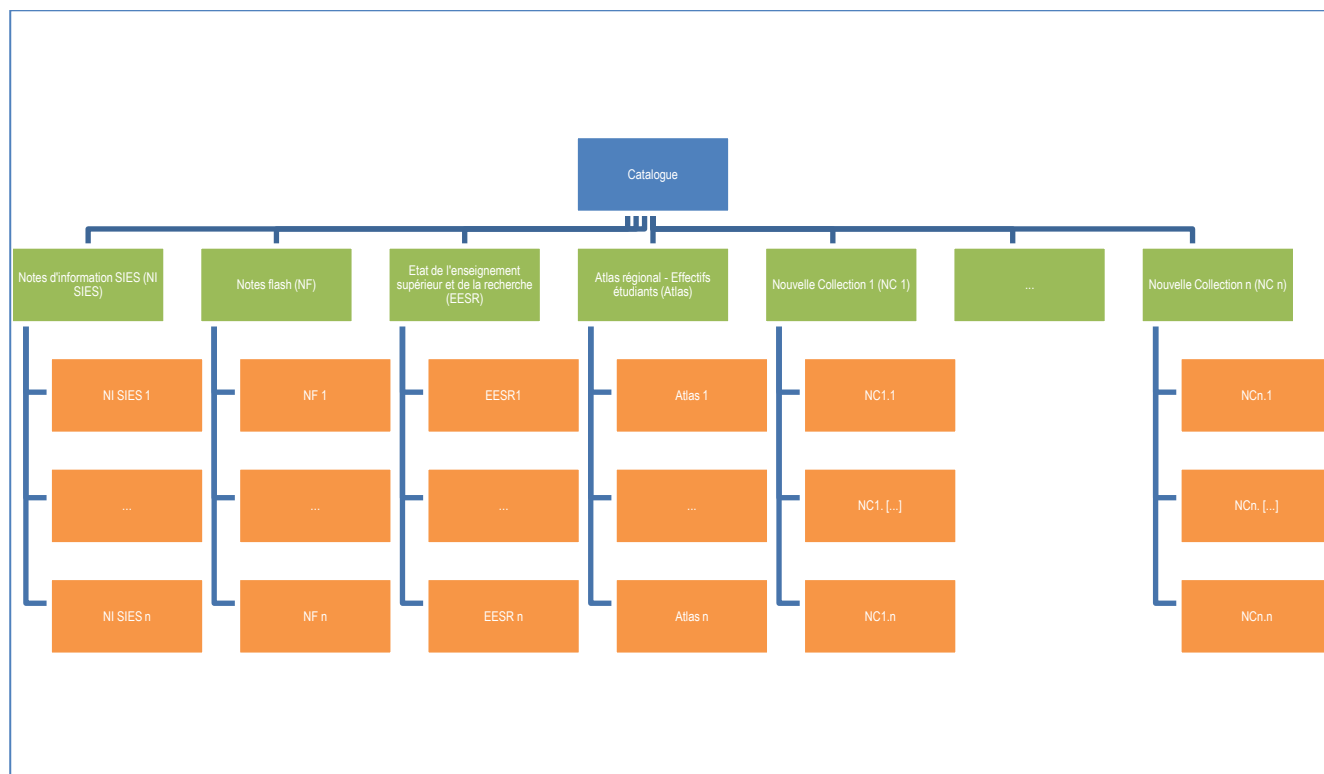 Catalogue
Notes d'information SIES (NI
SIES)
Notes flash (NF)
Etat de l'enseignement
supérieur et de la recherche
(EESR)
Atlas régional - Effectifs
étudiants (Atlas)
Nouvelle Collection 1 (NC 1)
...
Nouvelle Collection n (NC n)
NI SIES 1
NF 1
EESR1
Atlas 1
NC1.1
NCn.1
...
...
...
...
NC1. [...]
NCn. [...]
NI SIES n
NF n
EESR n
Atlas n
NC1.n
NCn.n